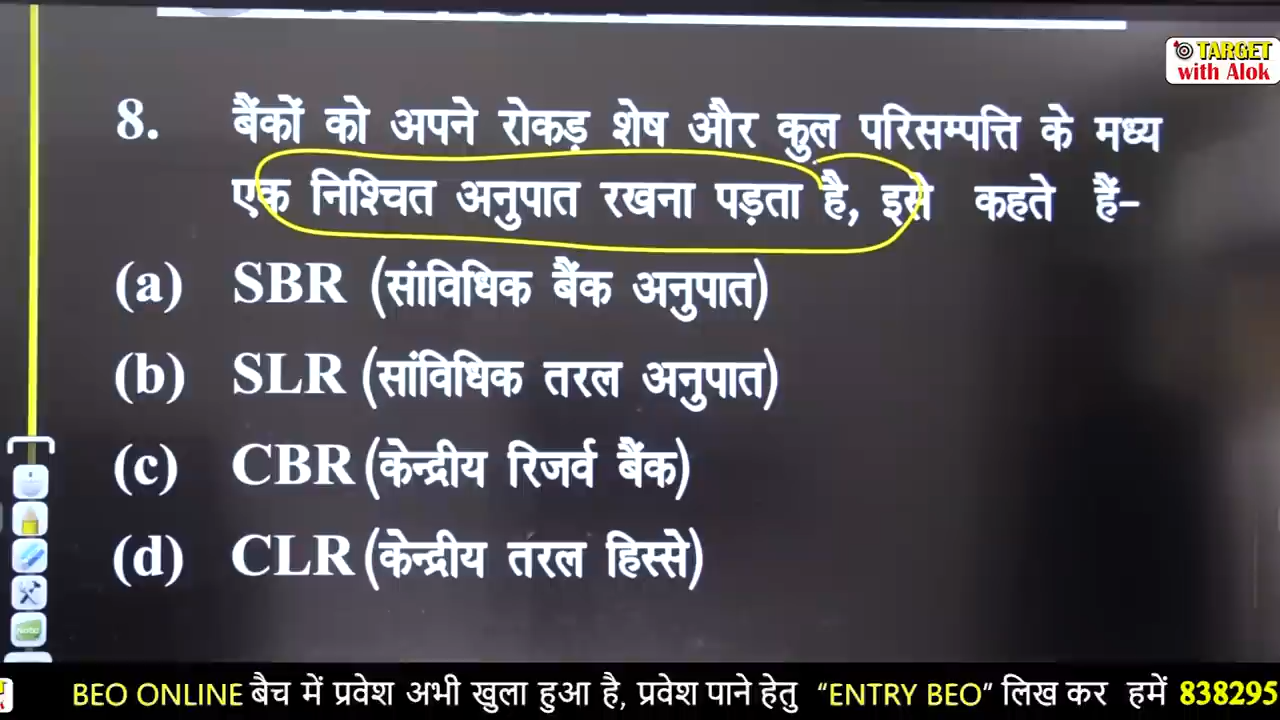 TARGET
with Alok
8. बैंकों को अपने रोकड़ शेष और कुल परिसम्पत्ति के मध्य
एक निश्चित अनुपात रखना पड़ता है, इसे कहते हैं-
(a) SBR (सांविधिक बैंक अनुपात)
(b) SLR (सांविधिक तरल अनुपात)
(c) CBR (केन्द्रीय रिजर्व बैंक)
(d) CLR (केन्द्रीय तरल हिस्से)
BEO ONLINE बैच में प्रवेश अभी खुला हुआ है, प्रवेश पाने हेतु “ENTRY BEO” लिख कर हमें 838295